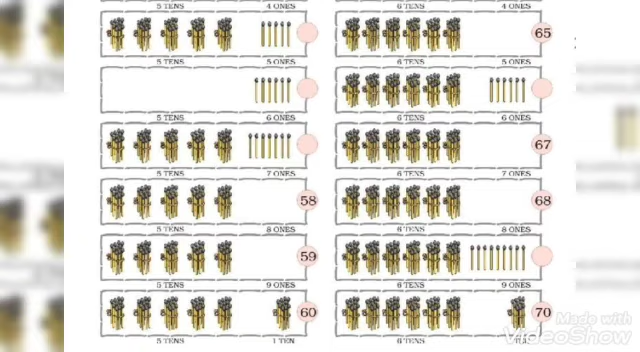 5 TENS 4 ONES
6 TENS 4 ONES
65
5 TENS 5 ONES
6 TENS 5 ONES
5 TENS 6 ONES
6 TENS 6 ONES
67
5 TENS 7 ONES
6 TENS 7 ONES
58
68
5 TENS 8 ONES
6 TENS 8 ONES
59
5 TENS 9 ONES
6 TENS 9 ONES
60
70
5 TENS 1 TEN
6 TENS
Made with
VideoShow